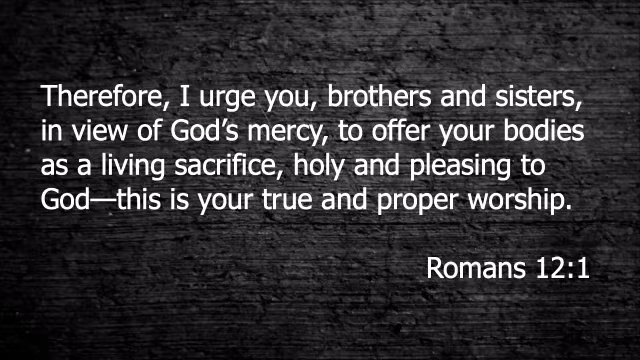 Therefore, I urge you, brothers and sisters,
in view of God’s mercy, to offer your bodies
as a living sacrifice, holy and pleasing to
God—this is your true and proper worship.
Romans 12:1